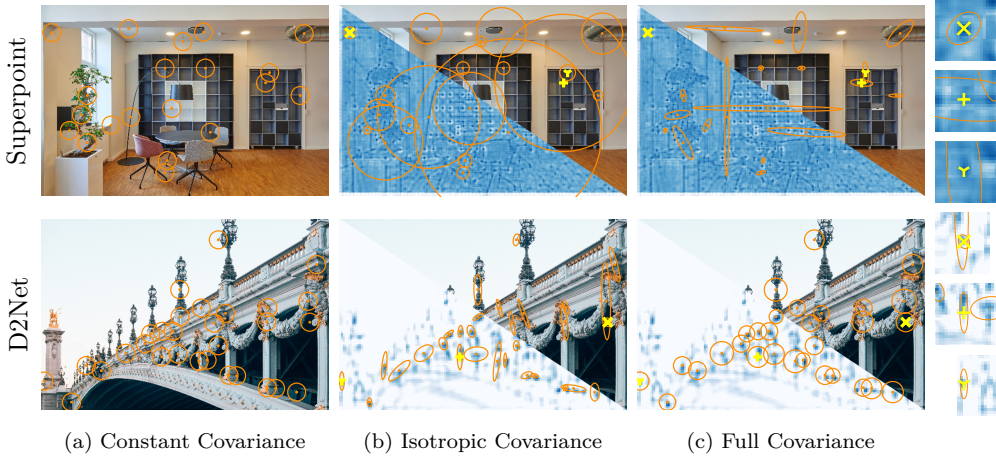 Superpoint
D2Net
(a) Constant Covariance
(b) Isotropic Covariance
(c) Full Covariance